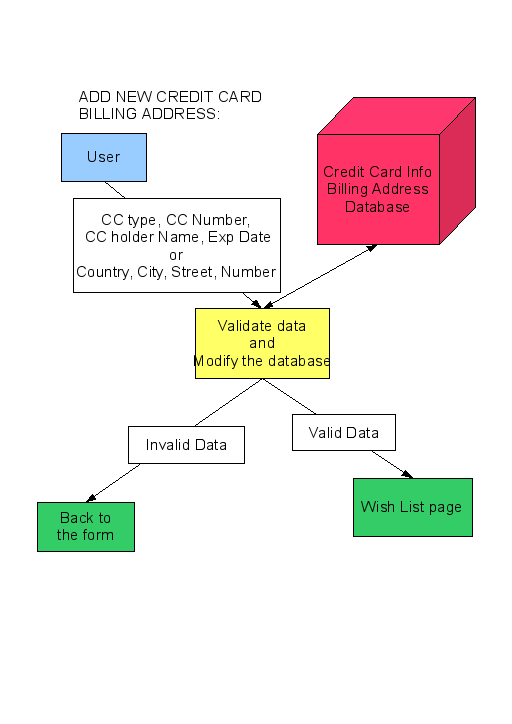 ADD NEW CREDIT CARD
BILLING ADDRESS:
User
Credit Card Info
Billing Address
Database
CC type, CC Number,
CC holder Name, Exp Date
or
Country, City, Street, Number
Validate data
and
Modify the database
Invalid Data
Valid Data
Back to
the form
Wish List page